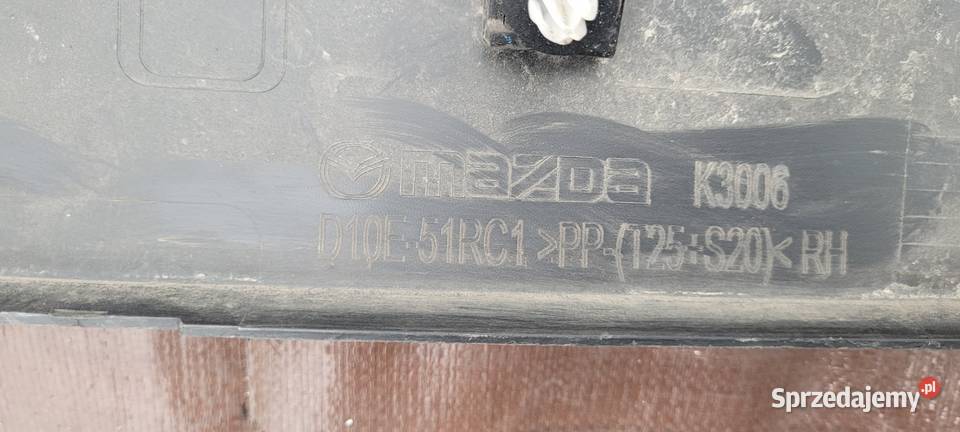 mazda K3006
D10E-51RC1 >PP-(T25+S20)< RH
Sprzedajemy.pl